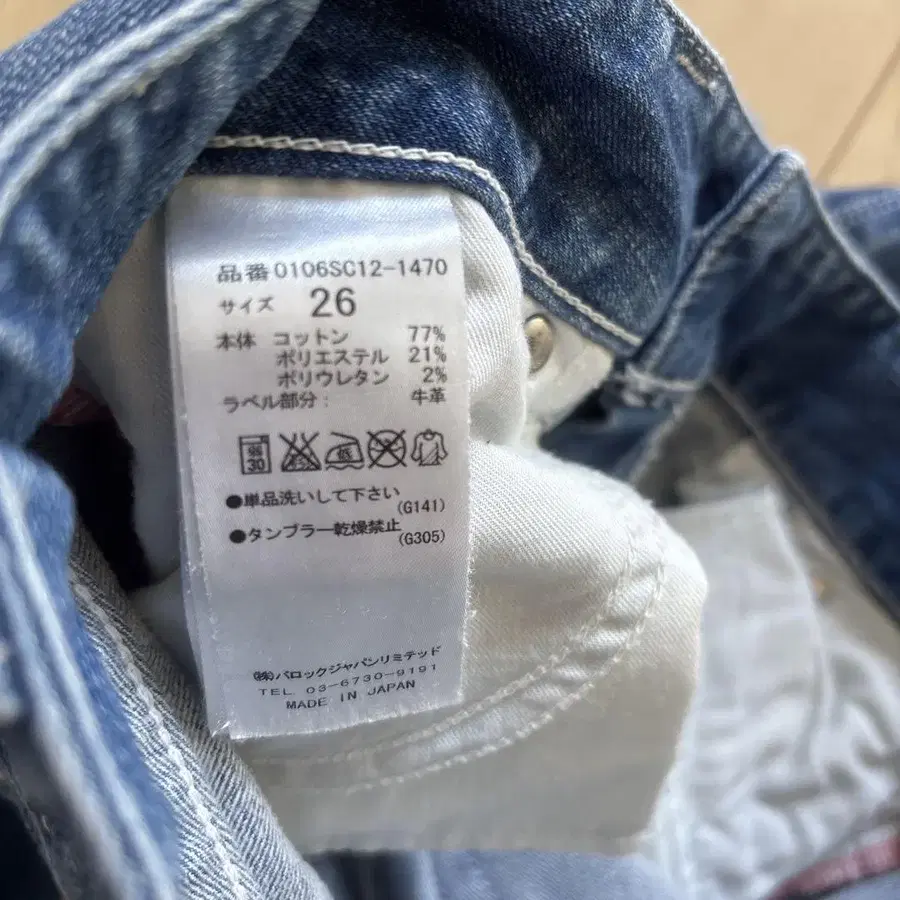 品番 0106SC12-1470
サイズ 26
本体 コットン 77%
ポリエステル 21%
ポリウレタン 2%
ラベル部分: 牛革
30 低
●単品洗いして下さい (G141)
●タンブラー乾燥禁止 (G305)
㈱バロックジャパンリミテッド
TEL. 03-6730-9191
MADE IN JAPAN